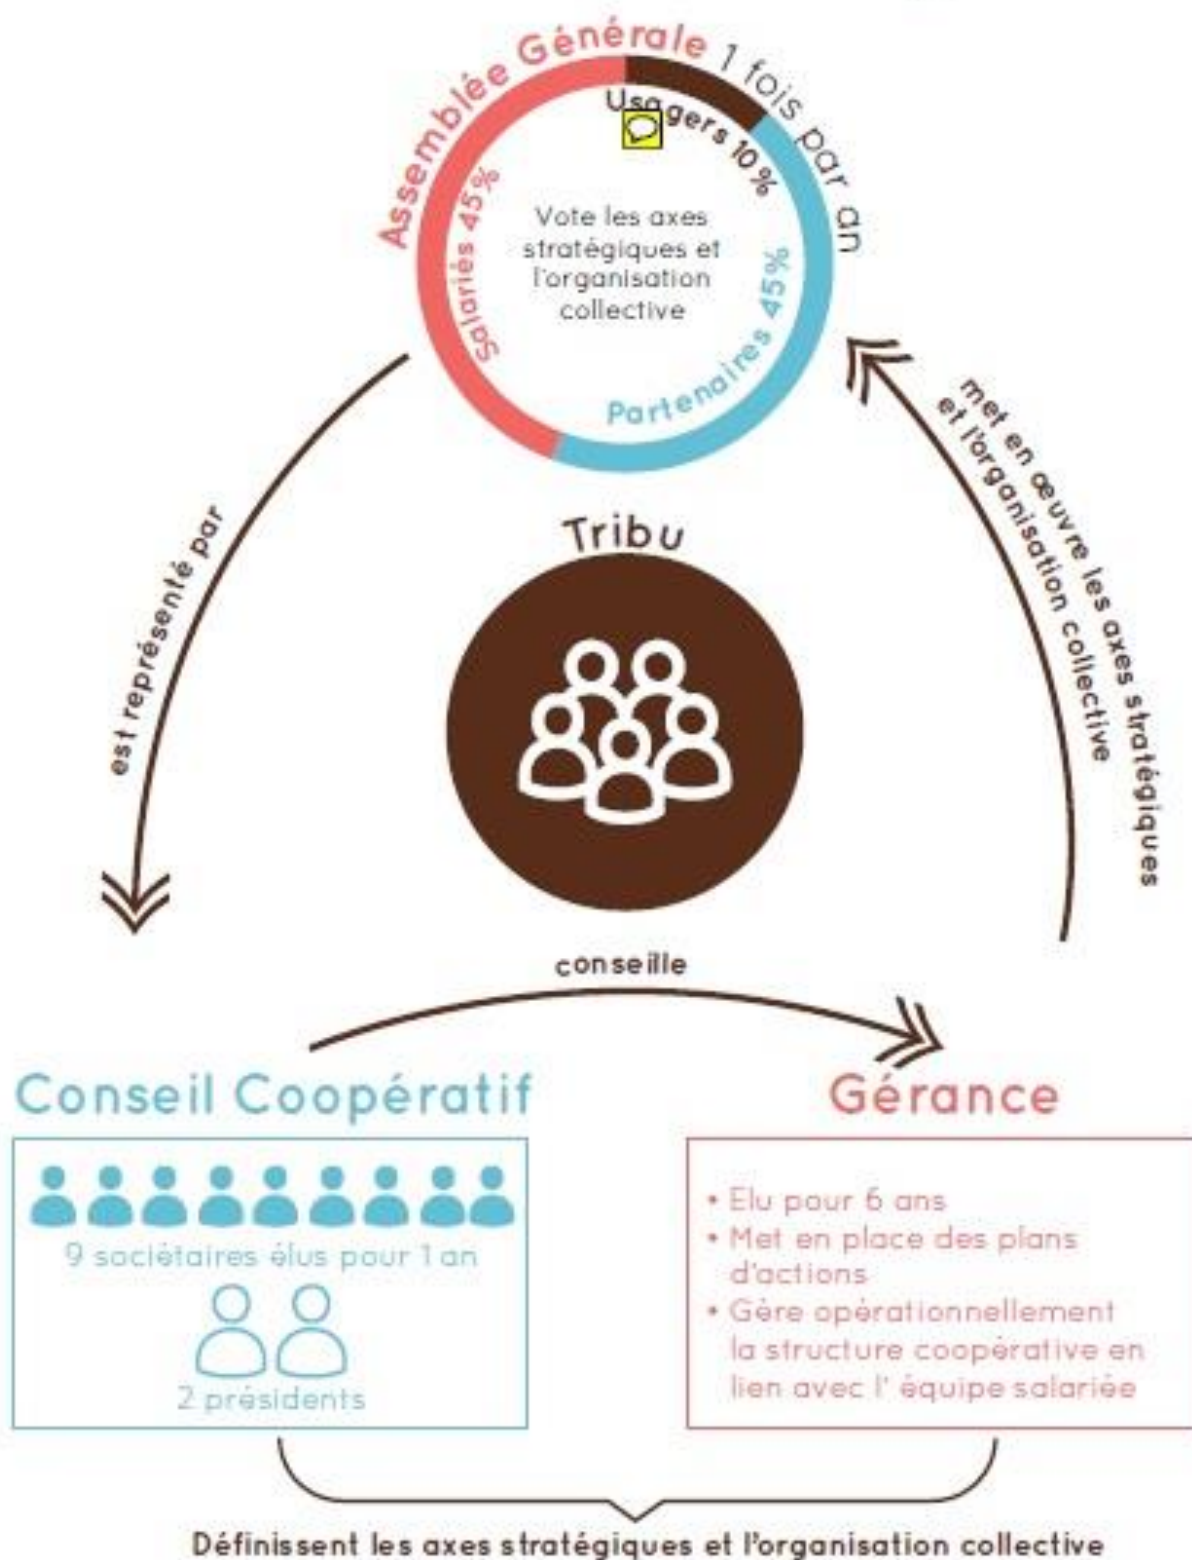 Assemblée Générale 1 fois par an
Usagers 10%
Salariés 45%
Partenaires 45%
Vote les axes
stratégiques et
l'organisation
collective
est représenté par
met en œuvre les axes stratégiques
et l'organisation collective
Tribu
conseille
Conseil Coopératif
9 sociétaires élus pour 1 an
2 présidents
Gérance
• Elu pour 6 ans
• Met en place des plans
d'actions
• Gère opérationnellement
la structure coopérative en
lien avec l' équipe salariée
Définissent les axes stratégiques et l'organisation collective